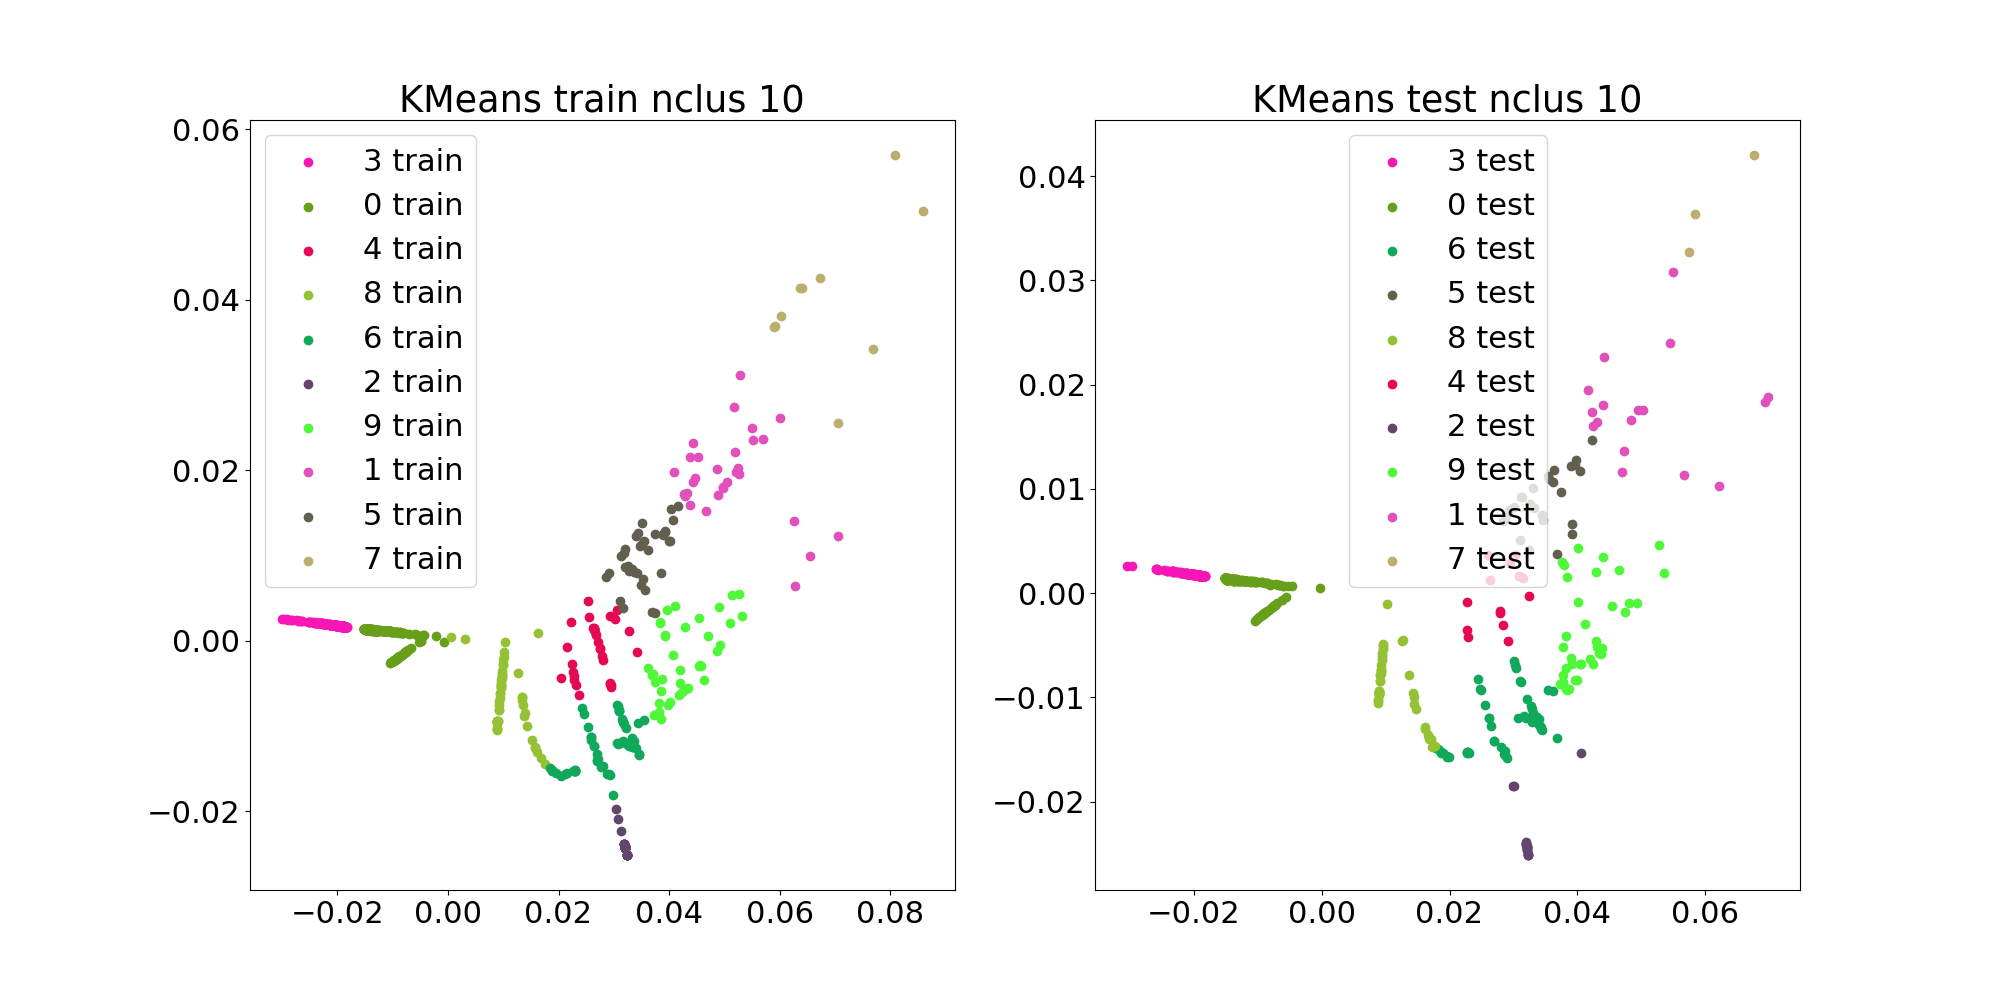 KMeans train nclus 10
0.06
0.04
0.02
0.00
−0.02
−0.02 0.00 0.02 0.04 0.06 0.08
3 train
0 train
4 train
8 train
6 train
2 train
9 train
1 train
5 train
7 train
KMeans test nclus 10
0.04
0.03
0.02
0.01
0.00
−0.01
−0.02
−0.02 0.00 0.02 0.04 0.06
3 test
0 test
6 test
5 test
8 test
4 test
2 test
9 test
1 test
7 test